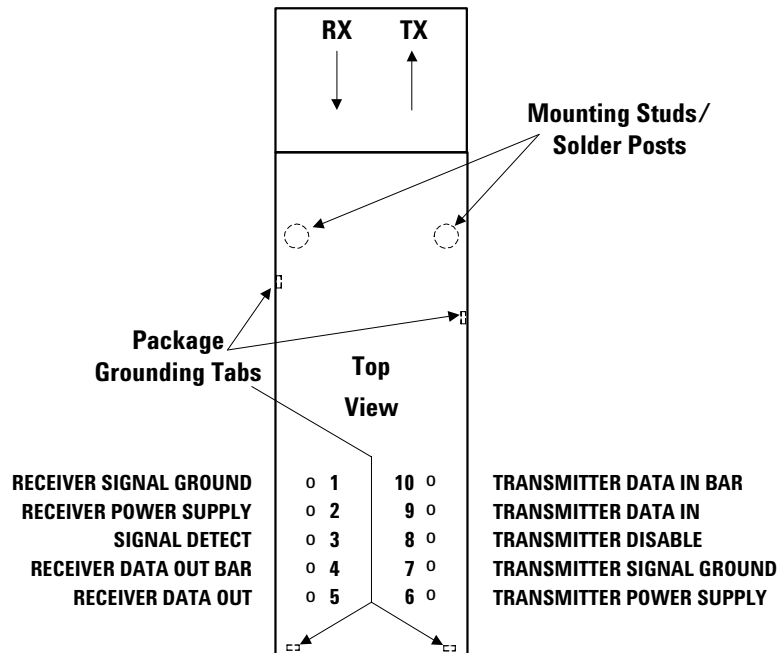 RX TX
Mounting Studs/
Solder Posts
Package
Grounding Tabs
Top
View
RECEIVER SIGNAL GROUND o 1 10 o TRANSMITTER DATA IN BAR
RECEIVER POWER SUPPLY o 2 9 o TRANSMITTER DATA IN
SIGNAL DETECT o 3 8 o TRANSMITTER DISABLE
RECEIVER DATA OUT BAR o 4 7 o TRANSMITTER SIGNAL GROUND
RECEIVER DATA OUT o 5 6 o TRANSMITTER POWER SUPPLY